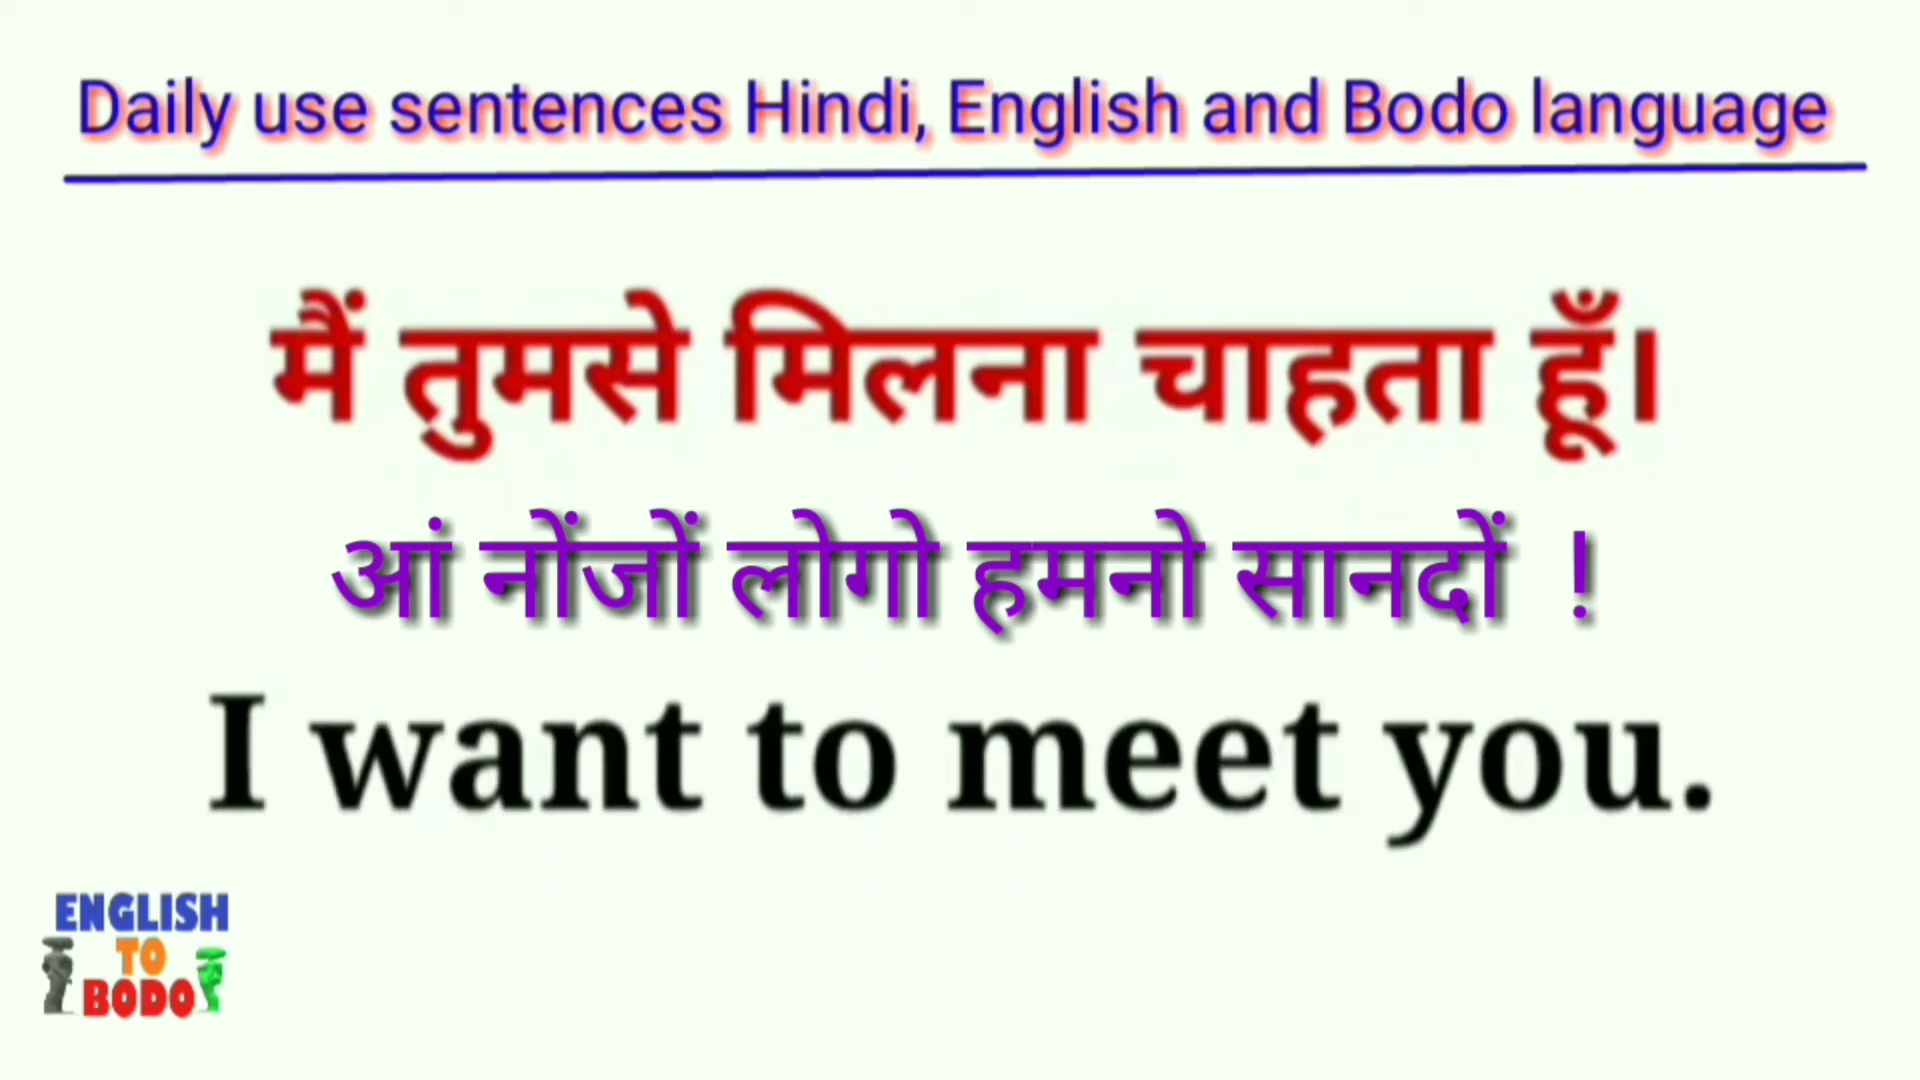 Daily use sentences Hindi, English and Bodo language
मैं तुमसे मिलना चाहता हूँ।
आं नोंजों लोगो हमनो सानदों !
I want to meet you.
ENGLISH
TO
BODO